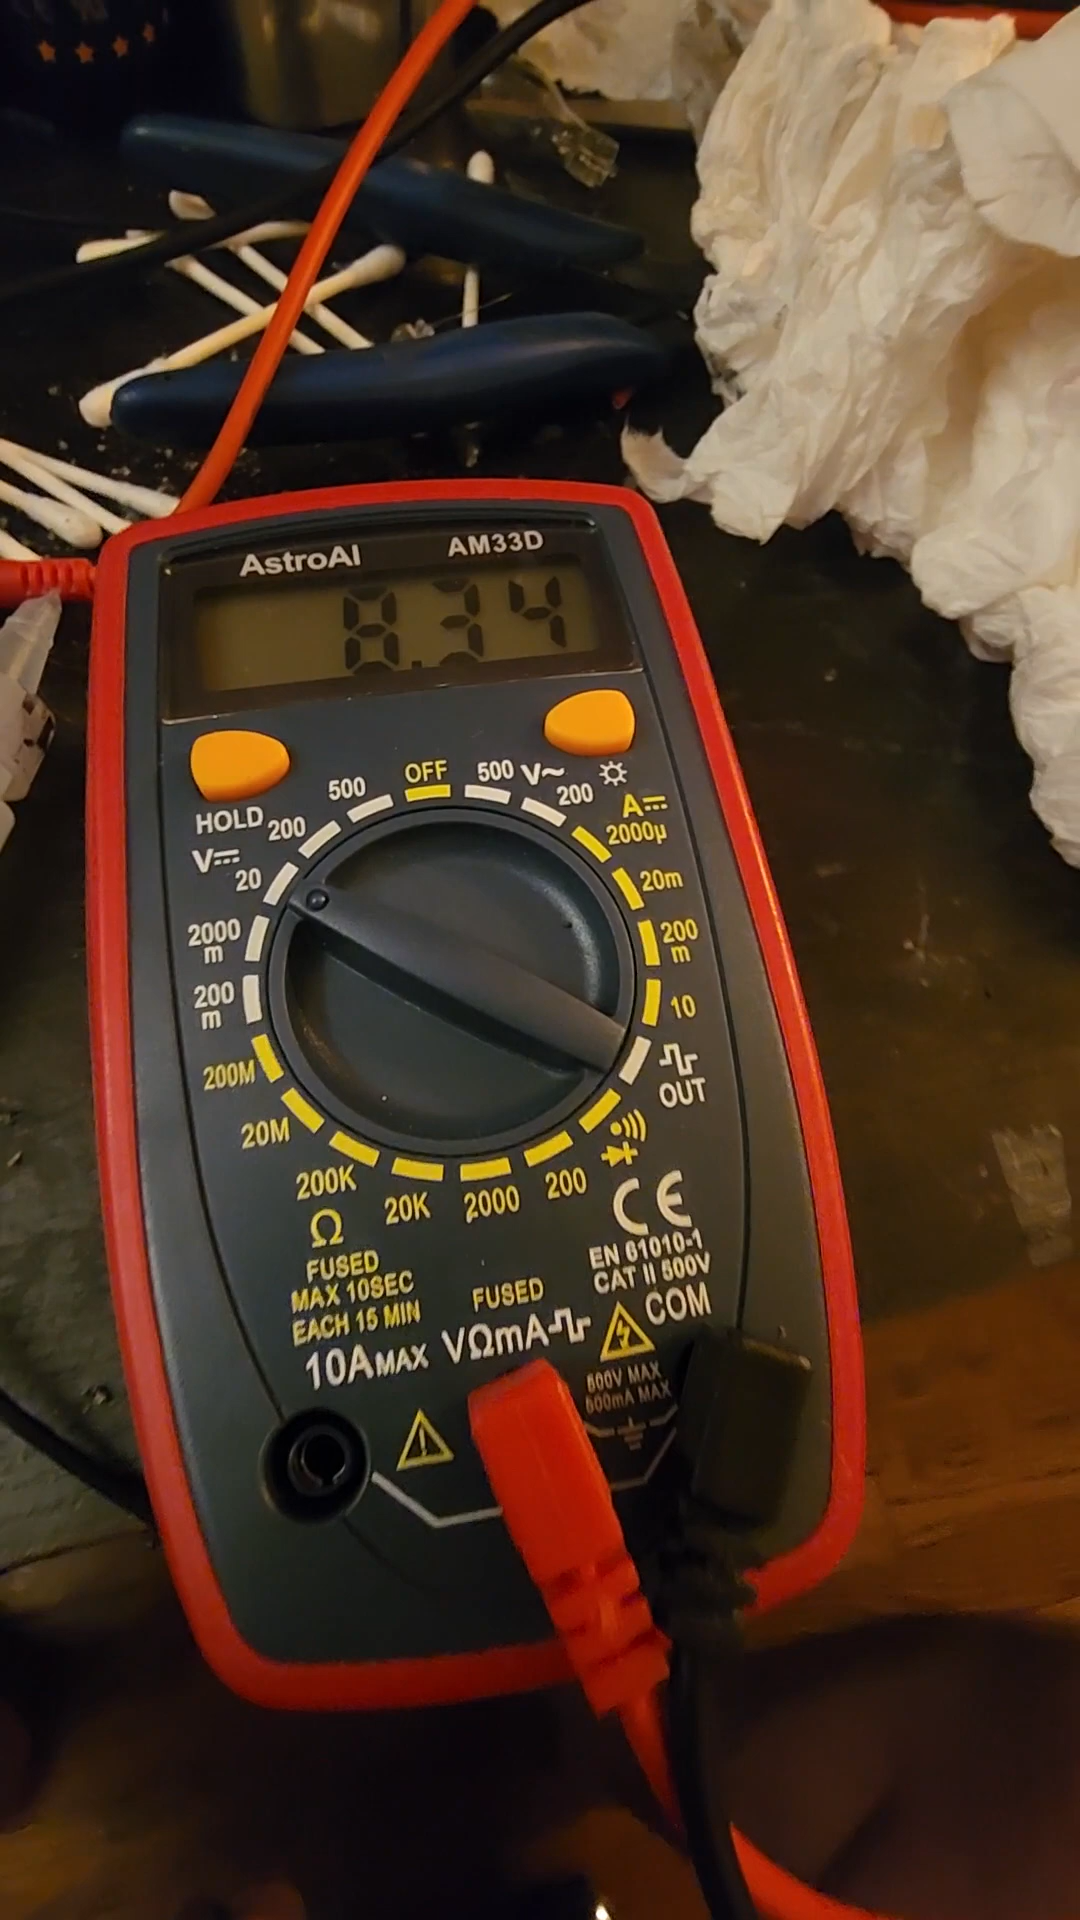 AstroAI AM33D
8.34
HOLD
OFF
500 V~
200
A⎓
2000μ
20m
200
m
10
OUT
500
200
V⎓
20
2000
m
200
m
200M
20M
200K
20K
2000
200
Ω
CE
EN 61010-1
CAT II 500V
FUSED
MAX 10SEC
EACH 15 MIN
10AMAX
FUSED
VΩmA
COM
500V MAX
500mA MAX